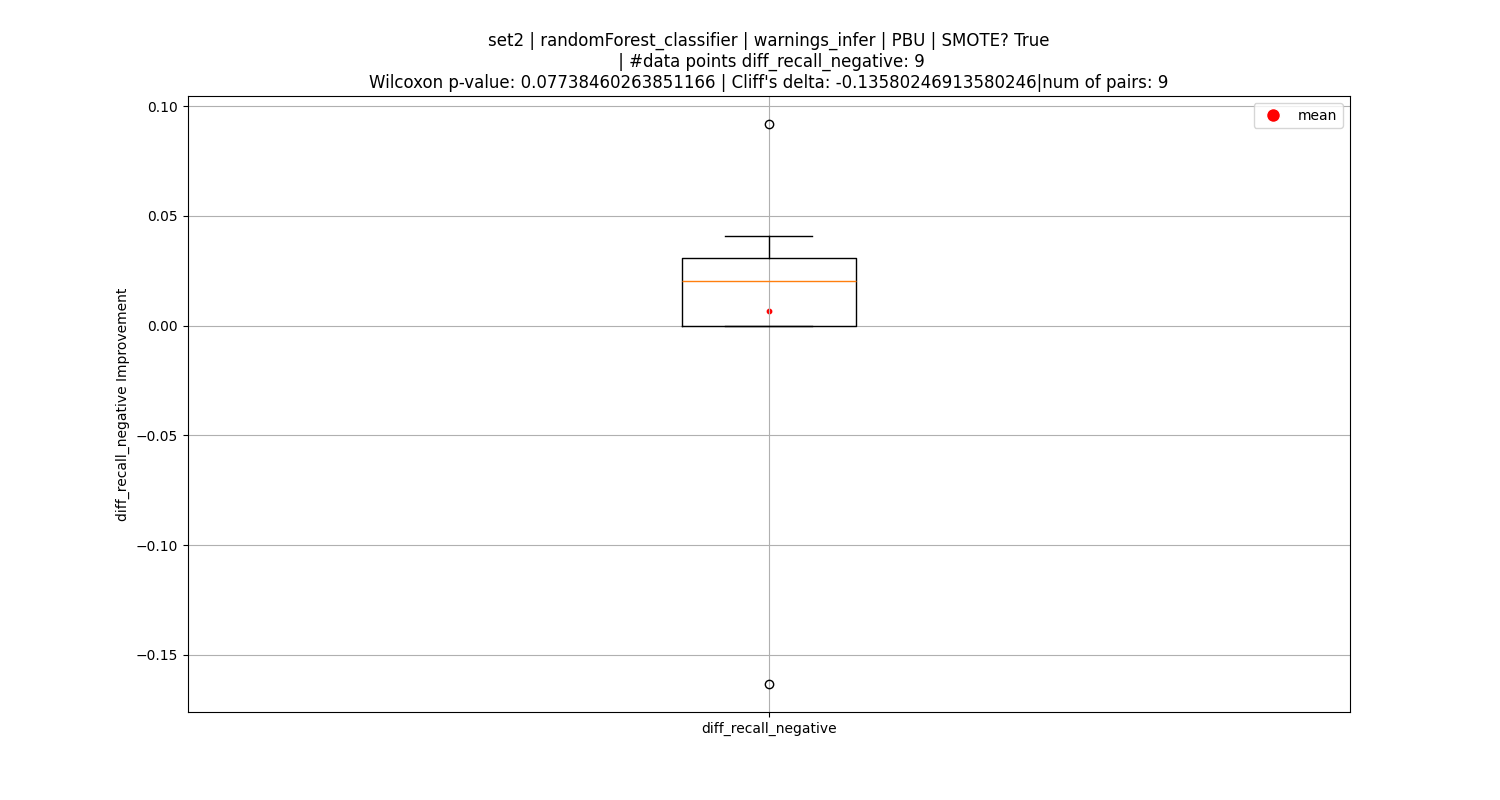 set2 | randomForest_classifier | warnings_infer | PBU | SMOTE? True
| #data points diff_recall_negative: 9
Wilcoxon p-value: 0.07738460263851166 | Cliff's delta: -0.13580246913580246|num of pairs: 9
mean
0.10
0.05
0.00
−0.05
−0.10
−0.15
diff_recall_negative Improvement
diff_recall_negative